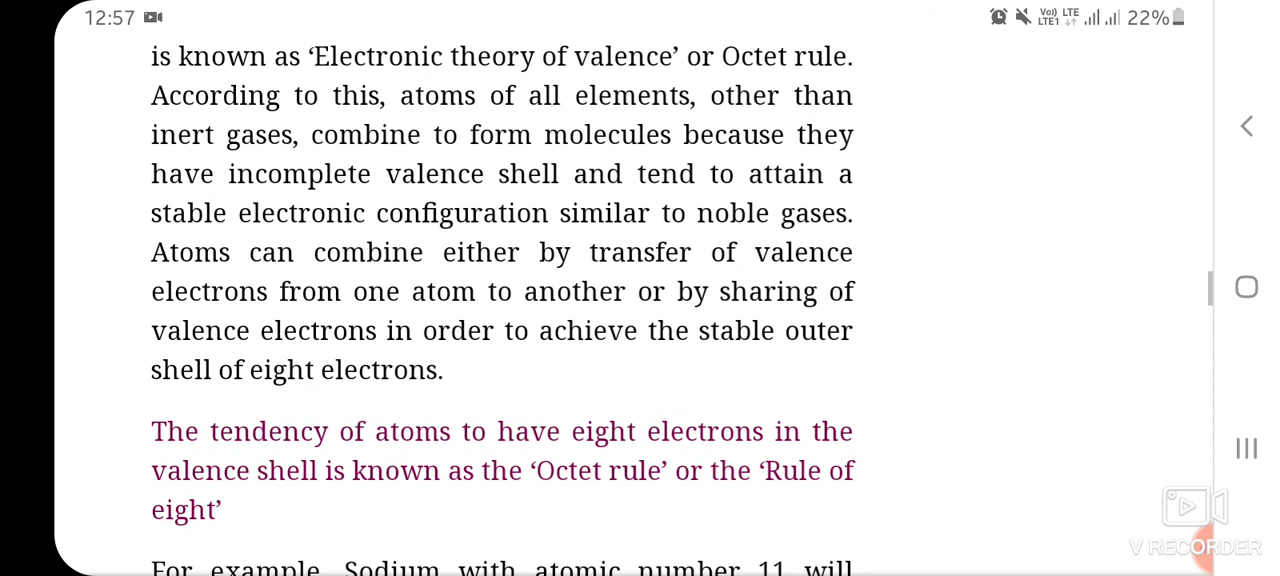 12:57
Vo)) LTE
LTE1
22%
is known as ‘Electronic theory of valence’ or Octet rule.
According to this, atoms of all elements, other than
inert gases, combine to form molecules because they
have incomplete valence shell and tend to attain a
stable electronic configuration similar to noble gases.
Atoms can combine either by transfer of valence
electrons from one atom to another or by sharing of
valence electrons in order to achieve the stable outer
shell of eight electrons.
The tendency of atoms to have eight electrons in the
valence shell is known as the ‘Octet rule’ or the ‘Rule of
eight’
For example, Sodium with atomic number 11 will
V RECORDER